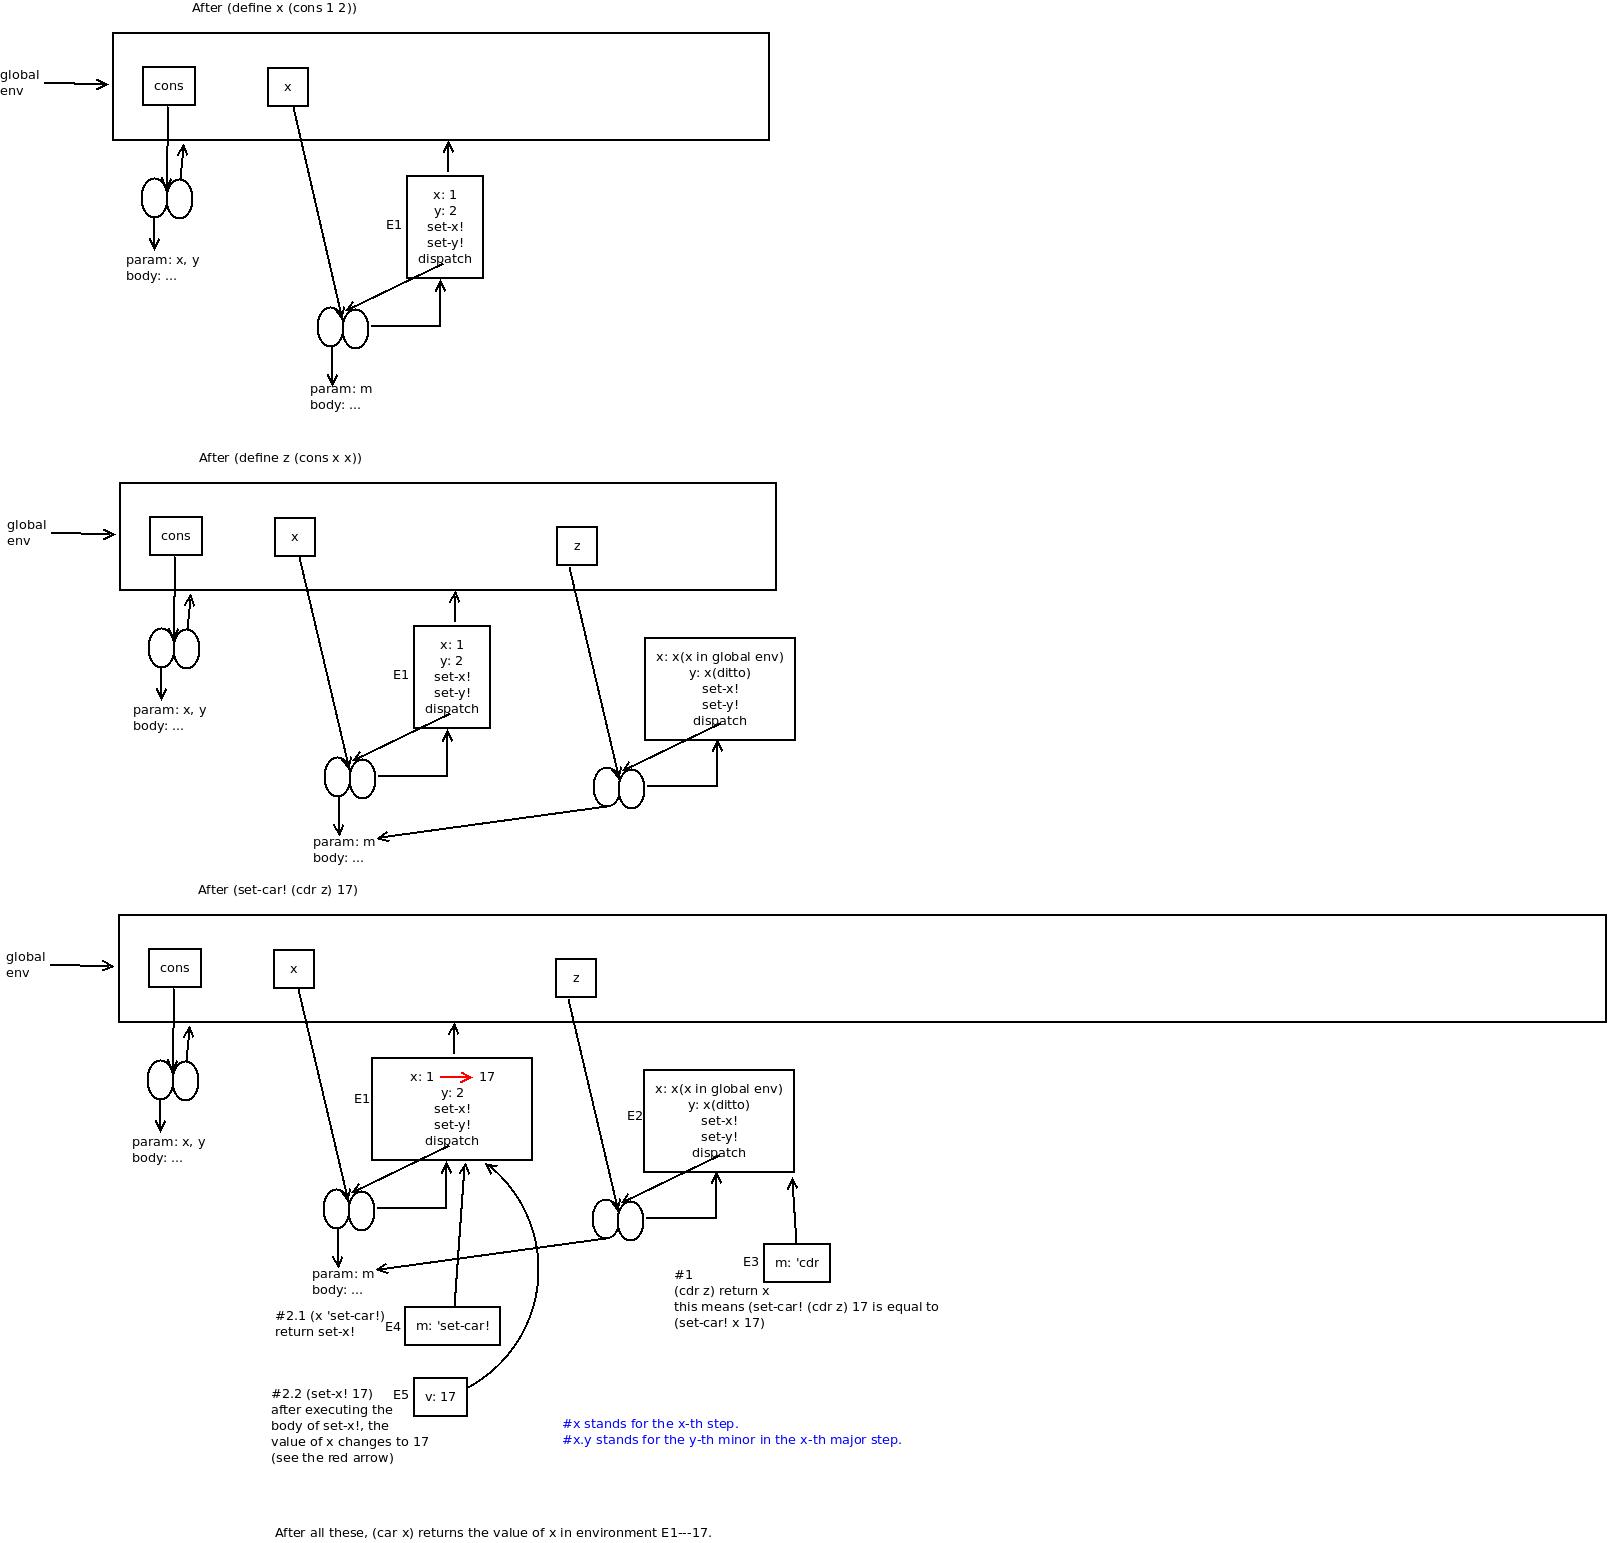 After (define x (cons 1 2))
global
env
cons
x
x: 1
y: 2
E1
set-x!
set-y!
dispatch
param: x, y
body: ...
param: m
body: ...
After (define z (cons x x))
global
env
cons
x
z
x: 1
y: 2
E1
set-x!
set-y!
dispatch
x: x(x in global env)
y: x(ditto)
set-x!
set-y!
dispatch
param: x, y
body: ...
param: m
body: ...
After (set-car! (cdr z) 17)
global
env
cons
x
z
x: 1 17
y: 2
E1
set-x!
set-y!
dispatch
x: x(x in global env)
y: x(ditto)
E2
set-x!
set-y!
dispatch
param: x, y
body: ...
param: m
body: ...
E3
m: 'cdr
#1
(cdr z) return x
this means (set-car! (cdr z) 17 is equal to
(set-car! x 17)
#2.1 (x 'set-car!)
return set-x!
E4
m: 'set-car!
#2.2 (set-x! 17)
after executing the
body of set-x!, the
value of x changes to 17
(see the red arrow)
E5
v: 17
#x stands for the x-th step.
#x.y stands for the y-th minor in the x-th major step.
After all these, (car x) returns the value of x in environment E1---17.